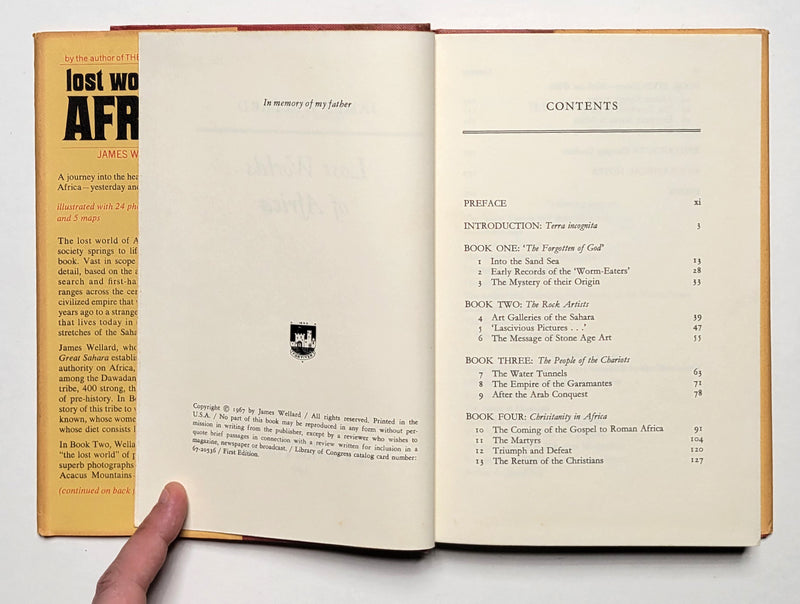 by the author of THE
lost wo
AFR
JAMES W
A journey into the hea
Africa – yesterday and
illustrated with 24 pho
and 5 maps
The lost world of A
society springs to lif
book. Vast in scope
detail, based on the a
search and first-ha
ranges across the cen
civilized empire that
years ago to a strange
that lives today in
stretches of the Saha
James Wellard, who
Great Sahara establis
authority on Africa,
among the Dawadan
tribe, 400 strong, th
of pre-history. In Bo
story of this tribe to
known, whose wome
whose diet consists
In Book Two, Wella
"the lost world" of p
superb photographs
Acacus Mountains
(continued on back
In memory of my father
Copyright © 1967 by James Wellard / All rights reserved. Printed in the
U.S.A. / No part of this book may be reproduced in any form without per-
mission in writing from the publisher, except by a reviewer who wishes to
quote brief passages in connection with a review written for inclusion in a
magazine, newspaper or broadcast. / Library of Congress catalog card number:
67-20536 / First Edition.
CONTENTS
PREFACE xi
INTRODUCTION: Terra incognita 3
BOOK ONE: 'The Forgotten of God'
1 Into the Sand Sea 13
2 Early Records of the 'Worm-Eaters' 28
3 The Mystery of their Origin 33
BOOK TWO: The Rock Artists
4 Art Galleries of the Sahara 39
5 'Lascivious Pictures . . .' 47
6 The Message of Stone Age Art 55
BOOK THREE: The People of the Chariots
7 The Water Tunnels 63
8 The Empire of the Garamantes 71
9 After the Arab Conquest 78
BOOK FOUR: Chrisitanity in Africa
10 The Coming of the Gospel to Roman Africa 91
11 The Martyrs 104
12 Triumph and Defeat 120
13 The Return of the Christians 127